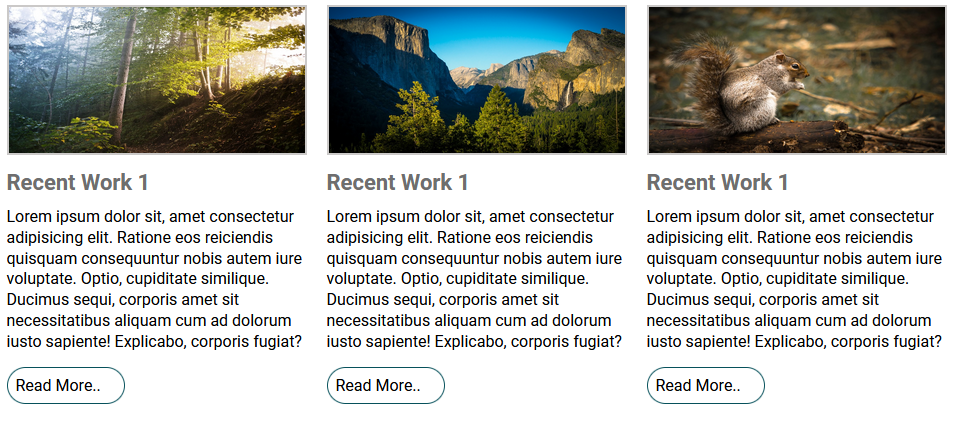 Recent Work 1
Lorem ipsum dolor sit, amet consectetur
adipisicing elit. Ratione eos reiciendis
quisquam consequuntur nobis autem iure
voluptate. Optio, cupiditate similique.
Ducimus sequi, corporis amet sit
necessitatibus aliquam cum ad dolorum
iusto sapiente! Explicabo, corporis fugiat?
Read More..
Recent Work 1
Lorem ipsum dolor sit, amet consectetur
adipisicing elit. Ratione eos reiciendis
quisquam consequuntur nobis autem iure
voluptate. Optio, cupiditate similique.
Ducimus sequi, corporis amet sit
necessitatibus aliquam cum ad dolorum
iusto sapiente! Explicabo, corporis fugiat?
Read More..
Recent Work 1
Lorem ipsum dolor sit, amet consectetur
adipisicing elit. Ratione eos reiciendis
quisquam consequuntur nobis autem iure
voluptate. Optio, cupiditate similique.
Ducimus sequi, corporis amet sit
necessitatibus aliquam cum ad dolorum
iusto sapiente! Explicabo, corporis fugiat?
Read More..